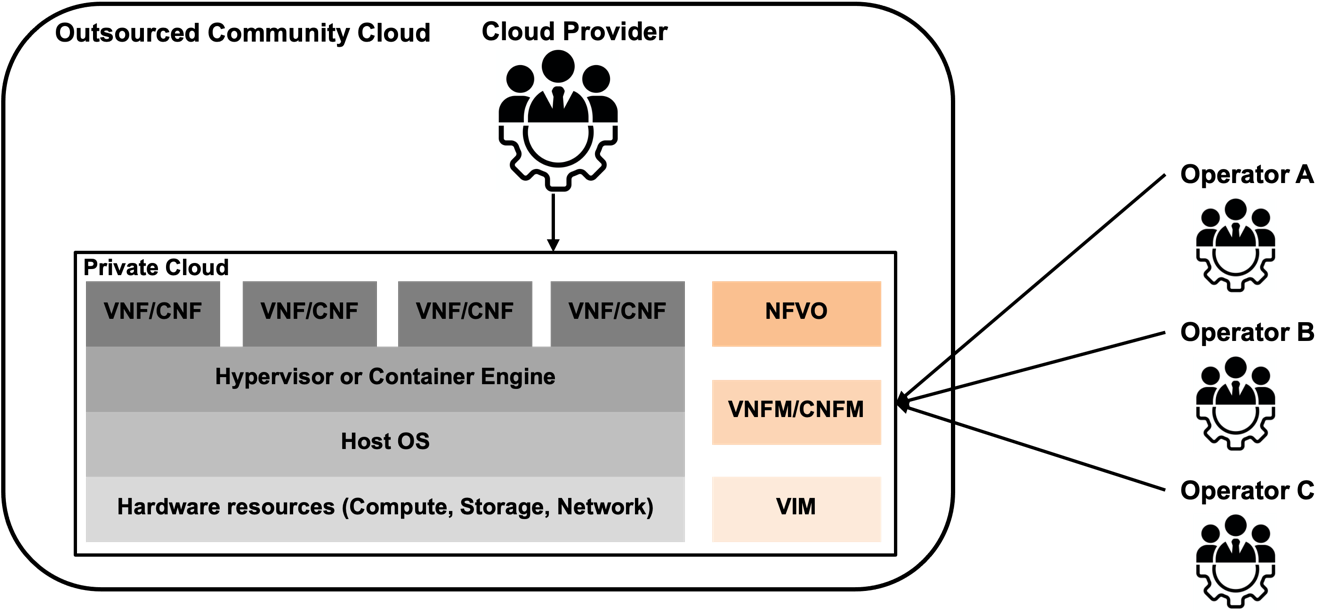 Outsourced Community Cloud
Cloud Provider
Operator A
Private Cloud
VNF/CNF VNF/CNF VNF/CNF VNF/CNF
NFVO
Operator B
Hypervisor or Container Engine
VNFM/CNFM
Host OS
Operator C
Hardware resources (Compute, Storage, Network)
VIM